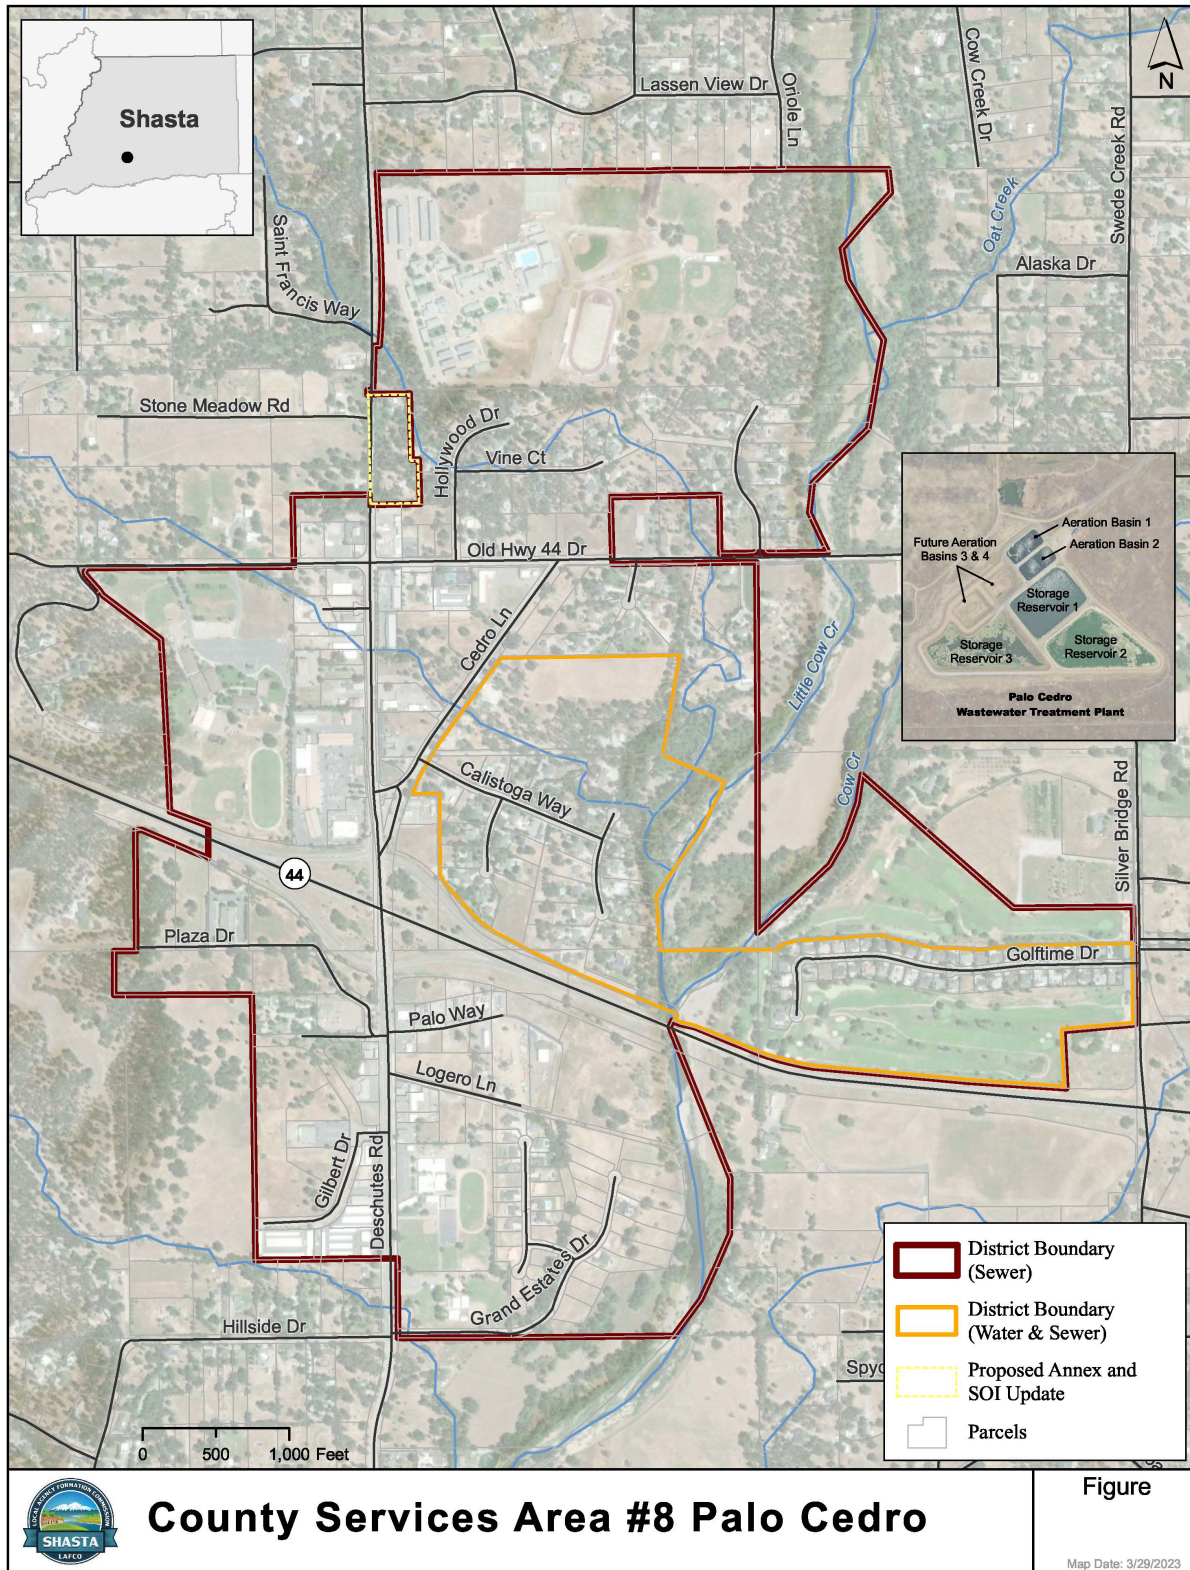 Shasta
N
Lassen View Dr
Oriole Ln
Cow Creek Dr
Swede Creek Rd
Oat Creek
Alaska Dr
Saint Francis Way
Stone Meadow Rd
Hollywood Dr
Vine Ct
Old Hwy 44 Dr
Cedro Ln
Little Cow Cr
Cow Cr
Calistoga Way
Aeration Basin 1
Future Aeration
Basins 3 & 4
Aeration Basin 2
Storage
Reservoir 1
Storage
Reservoir 3
Storage
Reservoir 2
Palo Cedro
Wastewater Treatment Plant
Silver Bridge Rd
44
Plaza Dr
Golftime Dr
Palo Way
Logero Ln
Gilbert Dr
Deschutes Rd
Grand Estates Dr
Hillside Dr
District Boundary
(Sewer)
District Boundary
(Water & Sewer)
Proposed Annex and
SOI Update
Parcels
0 500 1,000 Feet
LOCAL AGENCY FORMATION COMMISSION
SHASTA
LAFCO
County Services Area #8 Palo Cedro
Figure
Map Date: 3/29/2023